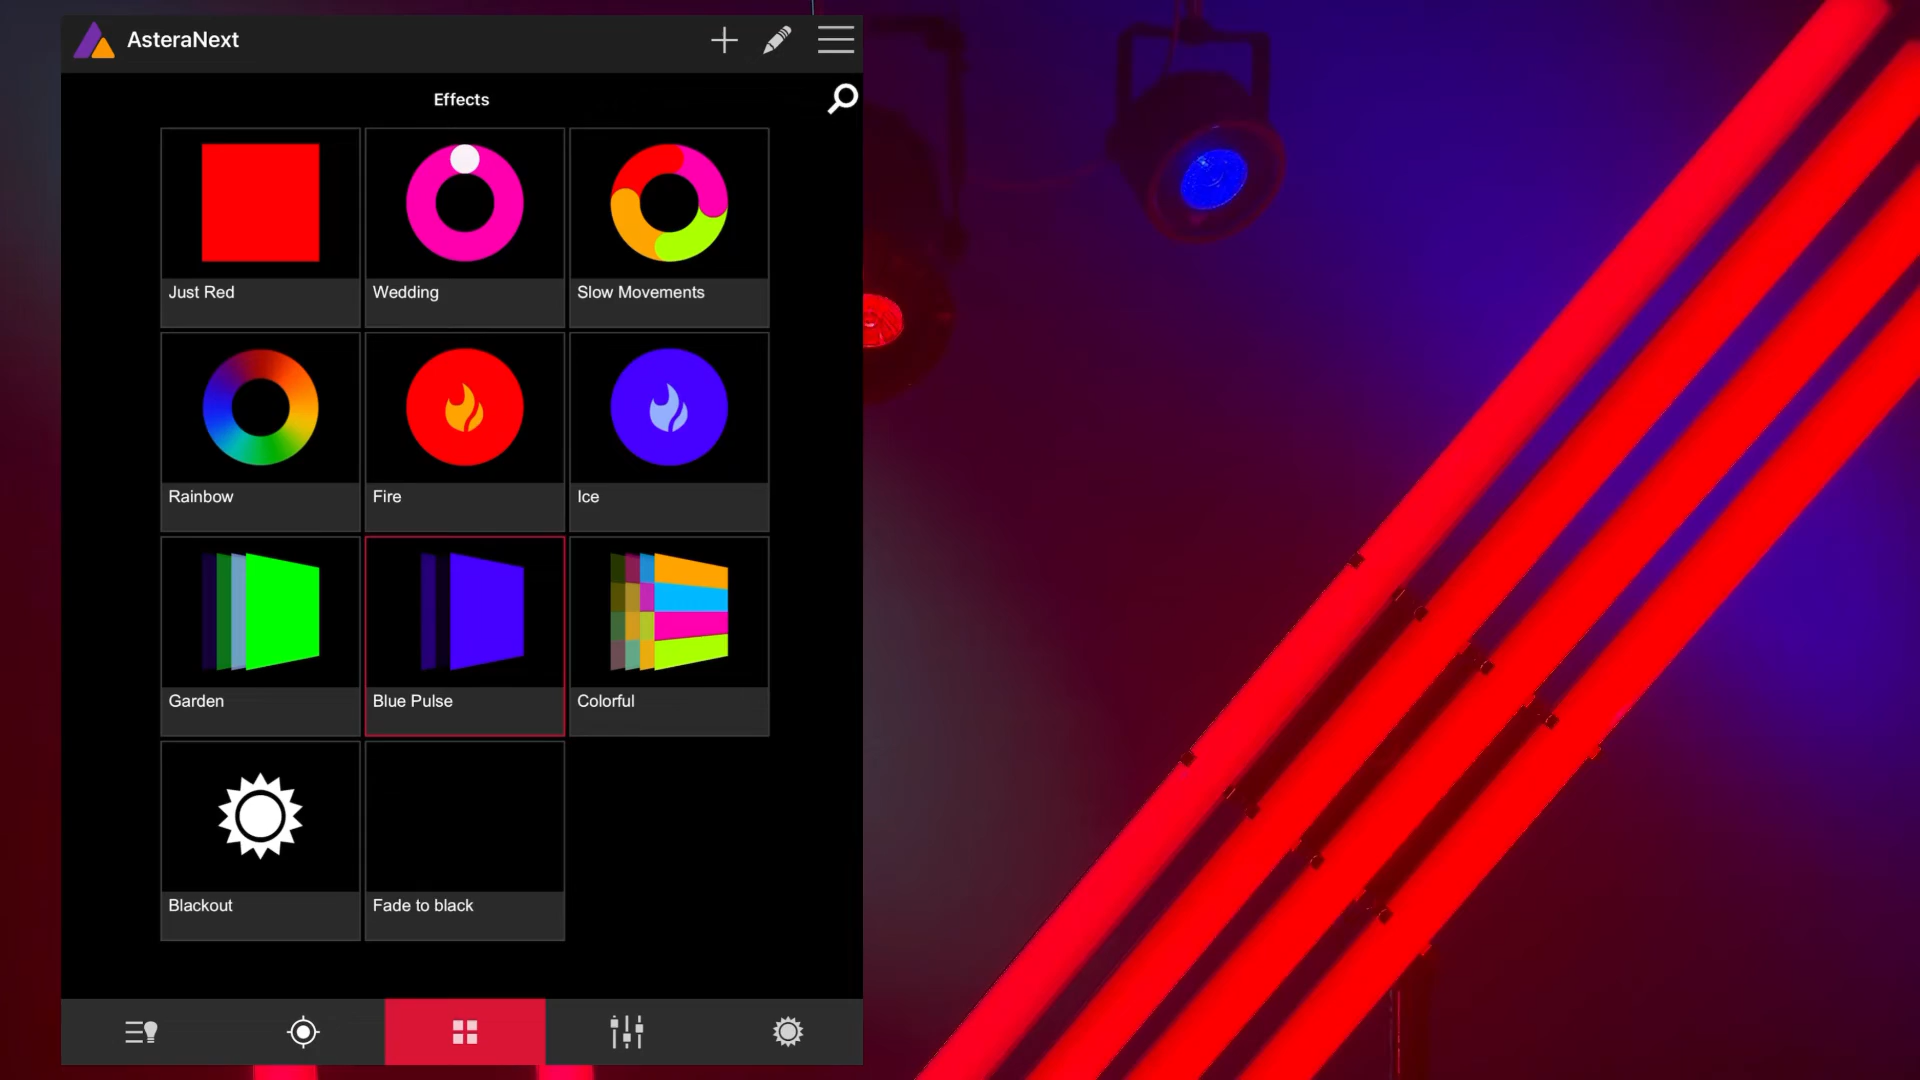 AsteraNext
Effects
Just Red
Wedding
Slow Movements
Rainbow
Fire
Ice
Garden
Blue Pulse
Colorful
Blackout
Fade to black